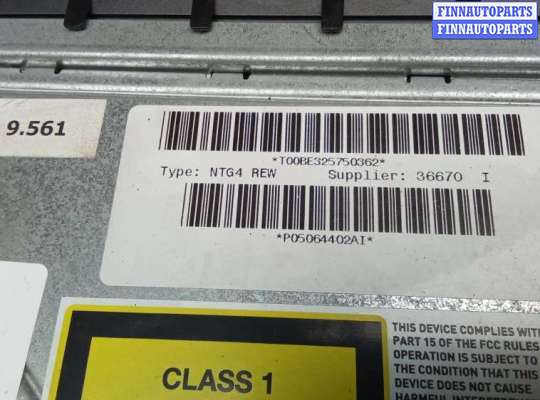 FINNAUTOPARTS
FINNAUTOPARTS
9.561
*T00BE325750362*
Type: NTG4 REW Supplier: 36670 I
*P05064402AI*
CLASS 1
THIS DEVICE COMPLIES WITH
PART 15 OF THE FCC RULES
OPERATION IS SUBJECT TO
THE CONDITION THAT THIS
DEVICE DOES NOT CAUSE
HARMFUL